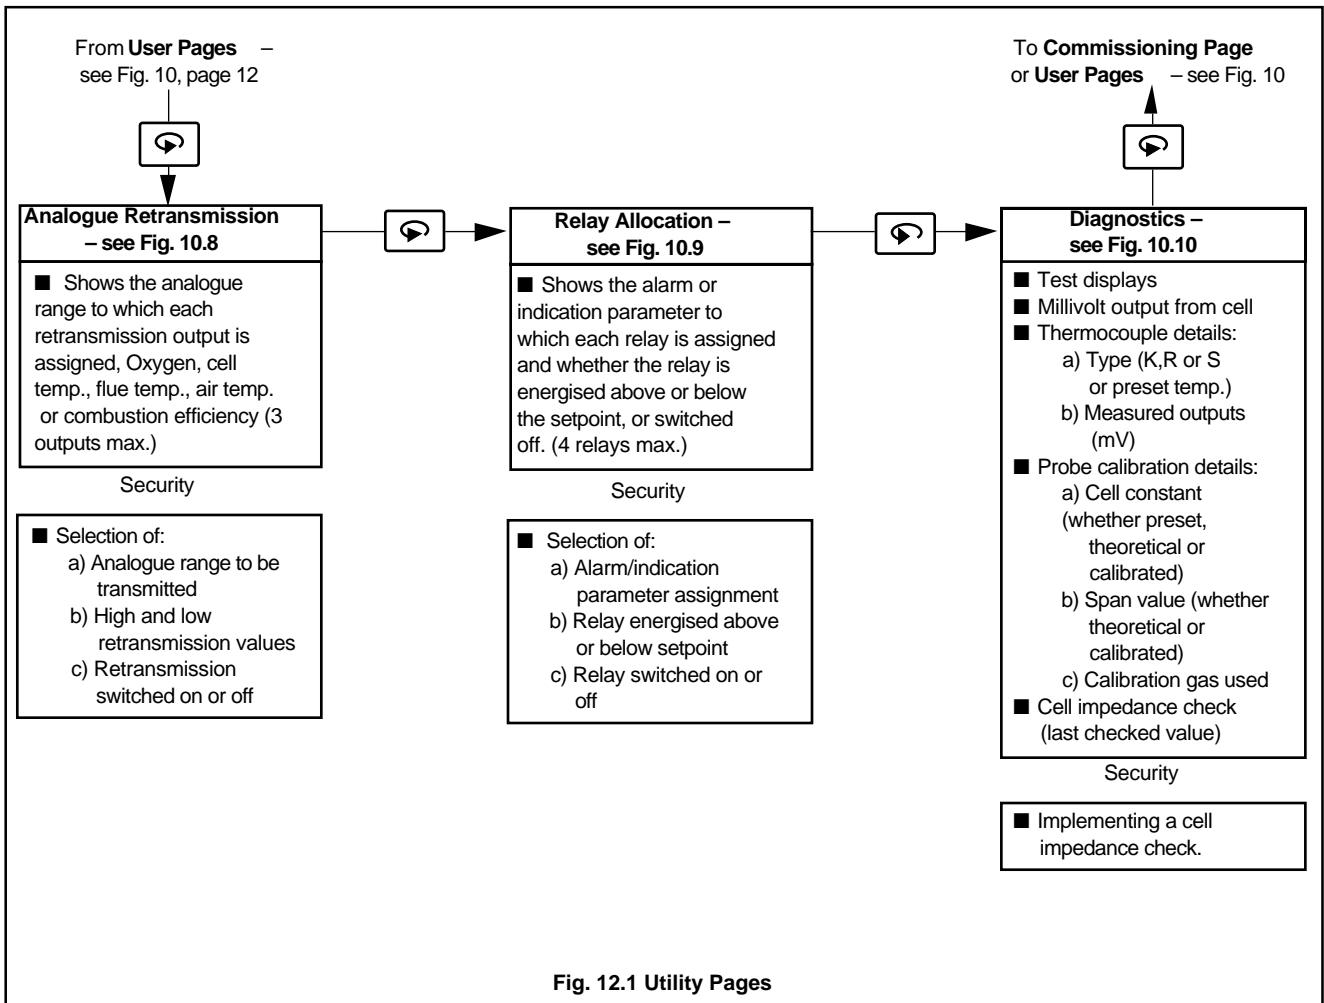 From User Pages –
see Fig. 10, page 12
To Commissioning Page
or User Pages – see Fig. 10
Analogue Retransmission
– see Fig. 10.8
■ Shows the analogue
range to which each
retransmission output is
assigned, Oxygen, cell
temp., flue temp., air temp.
or combustion efficiency (3
outputs max.)
Security
■ Selection of:
a) Analogue range to be
transmitted
b) High and low
retransmission values
c) Retransmission
switched on or off
Relay Allocation –
see Fig. 10.9
■ Shows the alarm or
indication parameter to
which each relay is assigned
and whether the relay is
energised above or below
the setpoint, or switched
off. (4 relays max.)
Security
■ Selection of:
a) Alarm/indication
parameter assignment
b) Relay energised above
or below setpoint
c) Relay switched on or
off
Diagnostics –
see Fig. 10.10
■ Test displays
■ Millivolt output from cell
■ Thermocouple details:
a) Type (K,R or S
or preset temp.)
b) Measured outputs
(mV)
■ Probe calibration details:
a) Cell constant
(whether preset,
theoretical or
calibrated)
b) Span value (whether
theoretical or
calibrated)
c) Calibration gas used
■ Cell impedance check
(last checked value)
Security
■ Implementing a cell
impedance check.
Fig. 12.1 Utility Pages